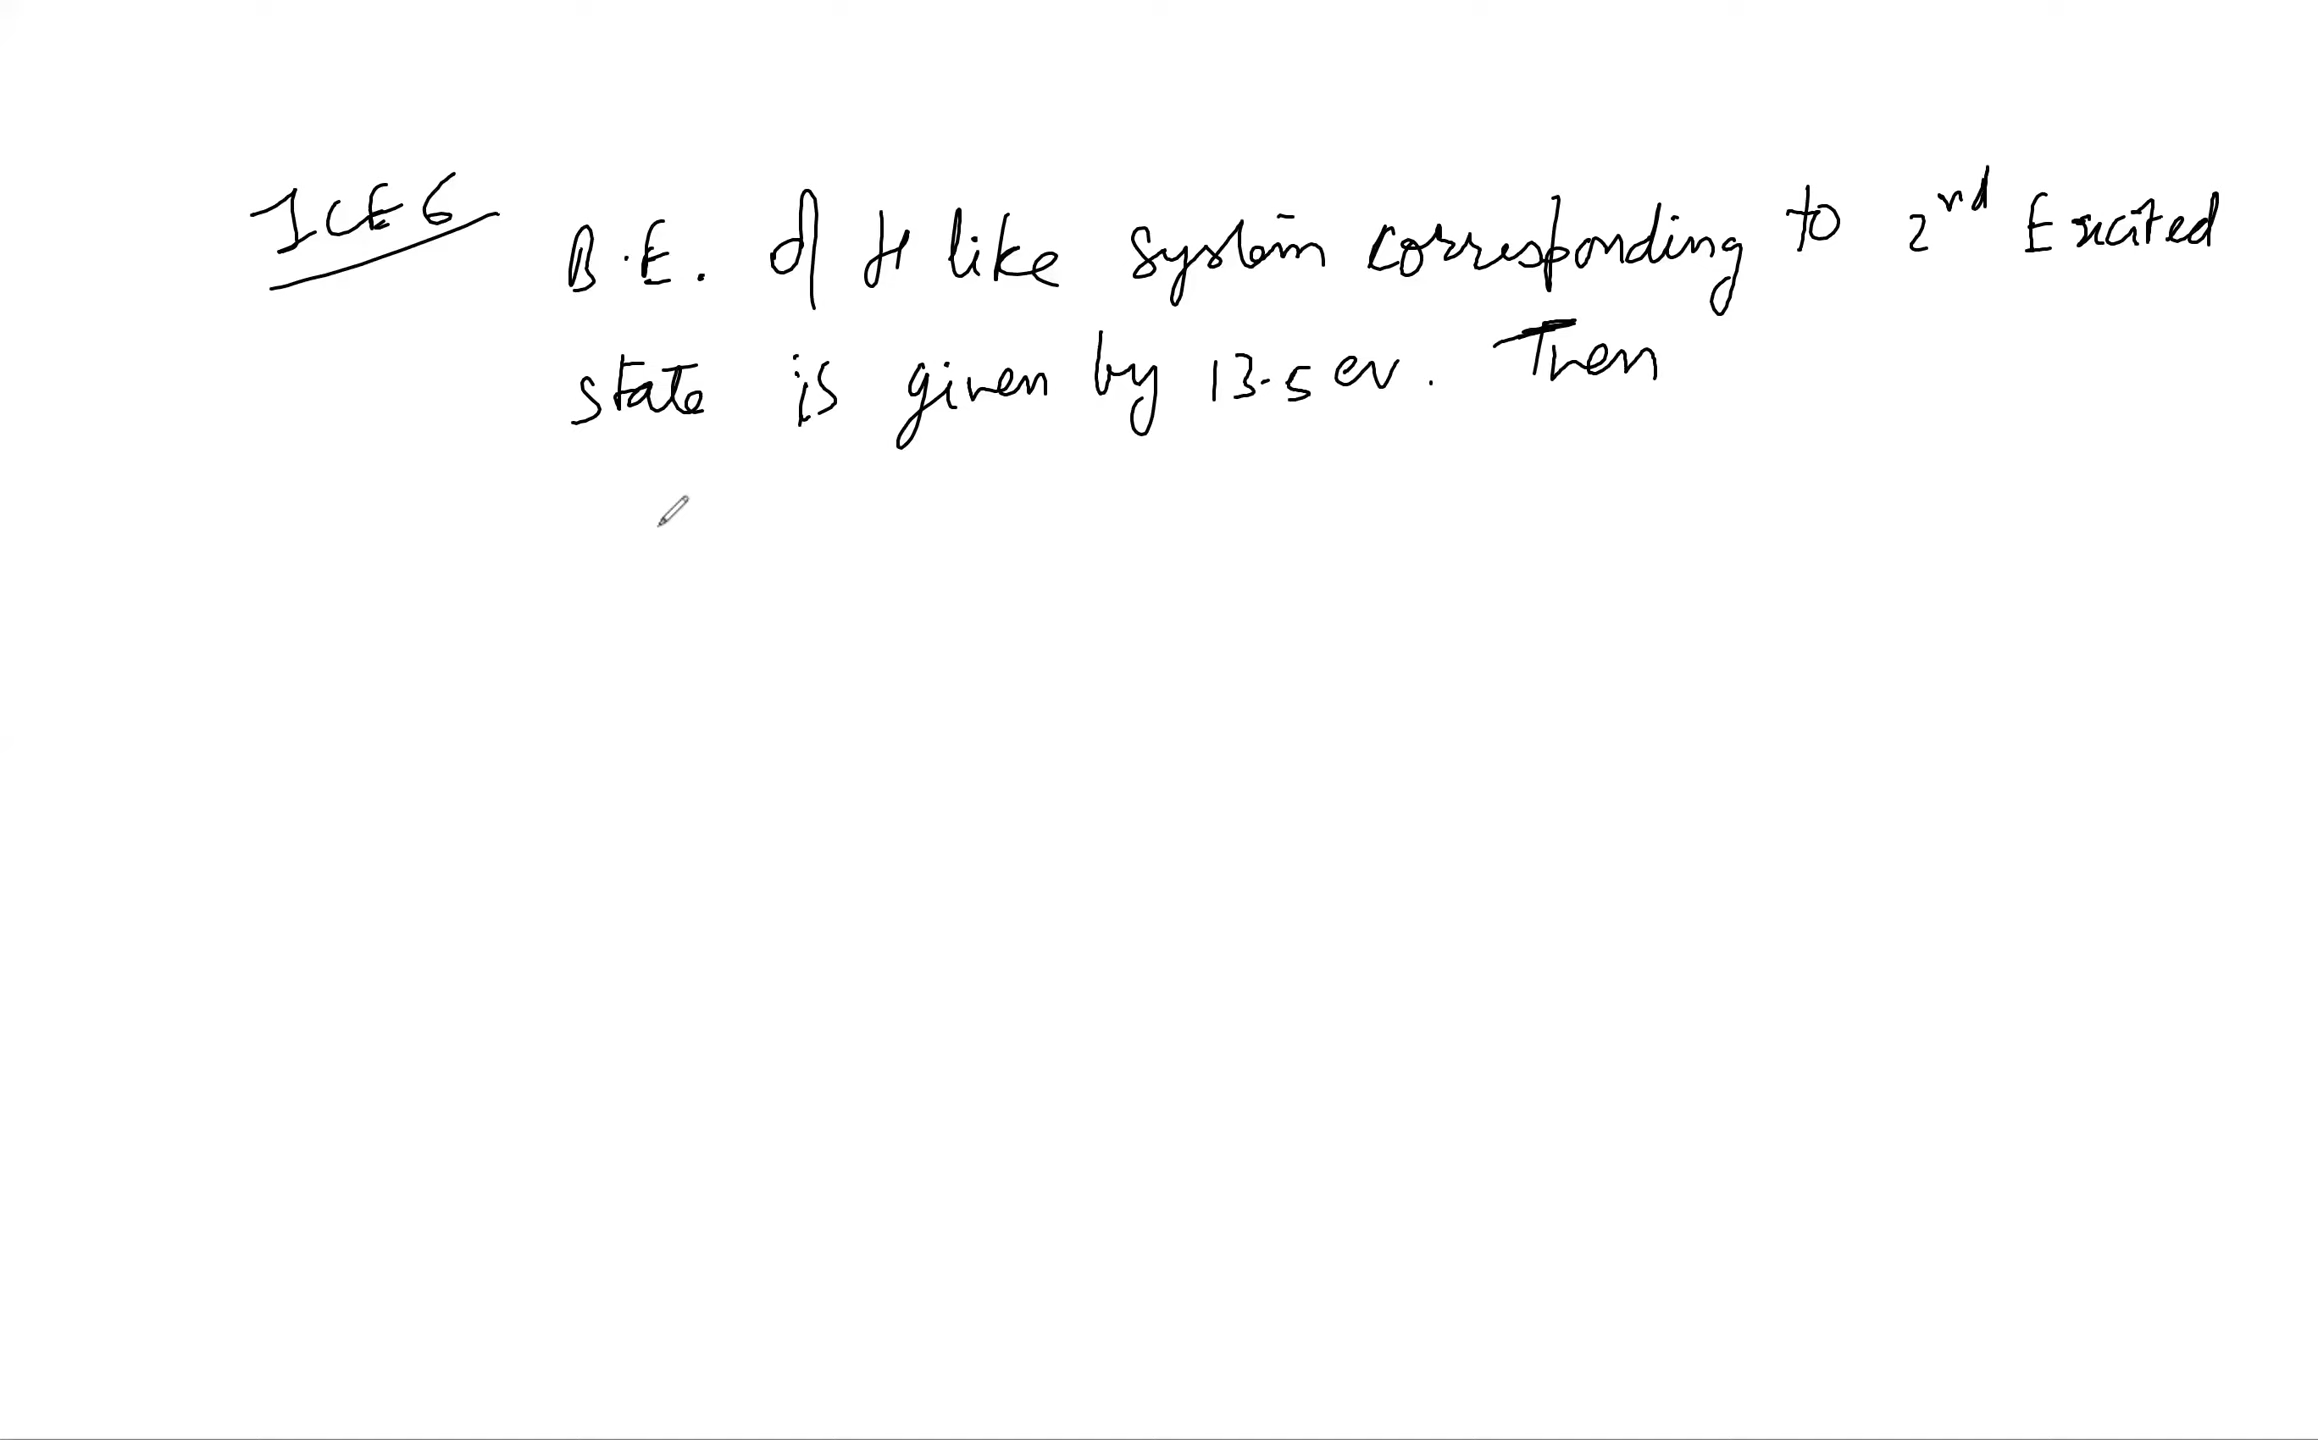 ICE 6
B.E. of H like system corresponding to 2nd Excited
state is given by 13.5 eV. Then